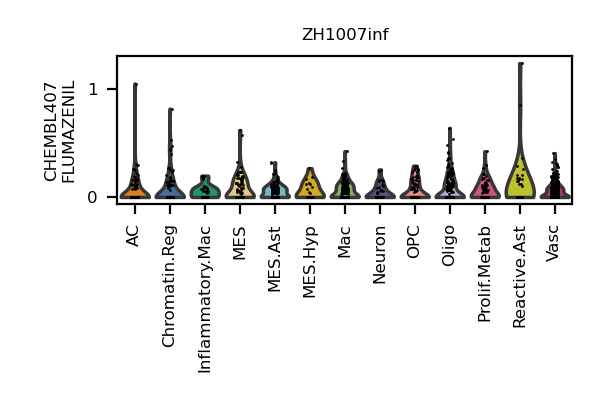 ZH1007inf
CHEMBL407
FLUMAZENIL
1
0
AC
Chromatin.Reg
Inflammatory.Mac
MES
MES.Ast
MES.Hyp
Mac
Neuron
OPC
Oligo
Prolif.Metab
Reactive.Ast
Vasc